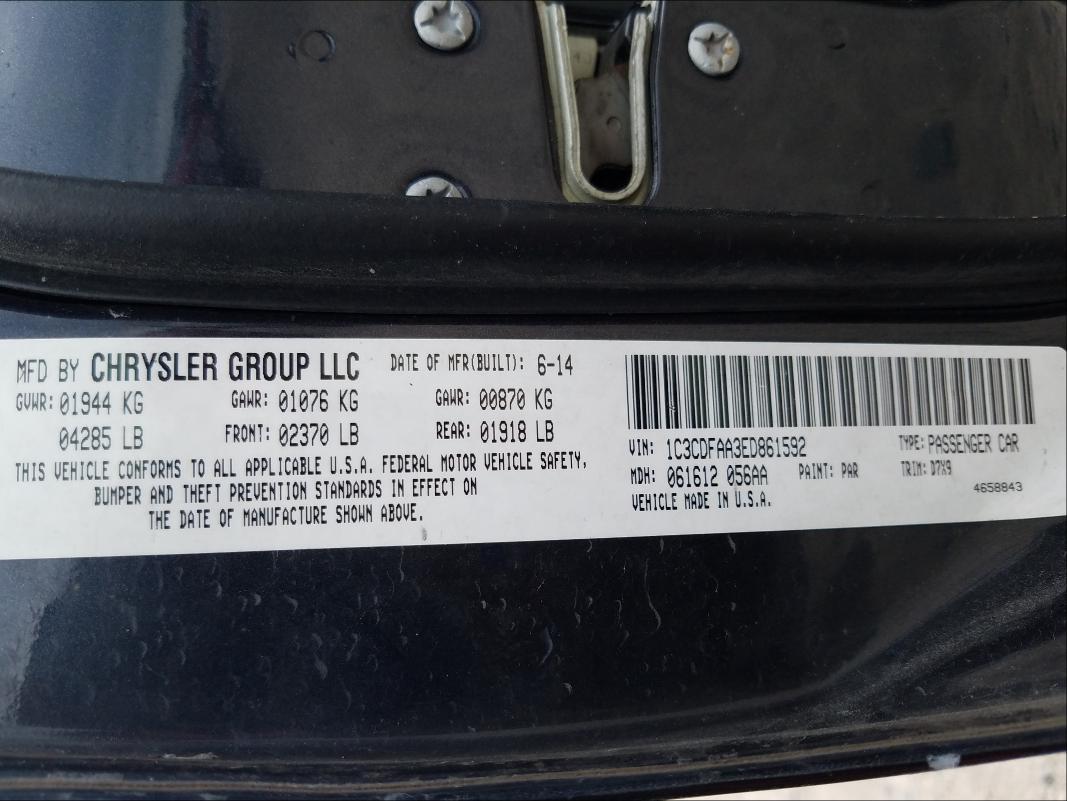 MFD BY CHRYSLER GROUP LLC DATE OF MFR(BUILT): 6-14
GVWR: 01944 KG GAWR: 01076 KG GAWR: 00870 KG
04285 LB FRONT: 02370 LB REAR: 01918 LB
THIS VEHICLE CONFORMS TO ALL APPLICABLE U.S.A. FEDERAL MOTOR VEHICLE SAFETY,
BUMPER AND THEFT PREVENTION STANDARDS IN EFFECT ON
THE DATE OF MANUFACTURE SHOWN ABOVE.
VIN: 1C3CDFAA3ED861592 TYPE: PASSENGER CAR
MDH: 061612 056AA PAINT: PAR TRIM: D7X9
VEHICLE MADE IN U.S.A. 4658843